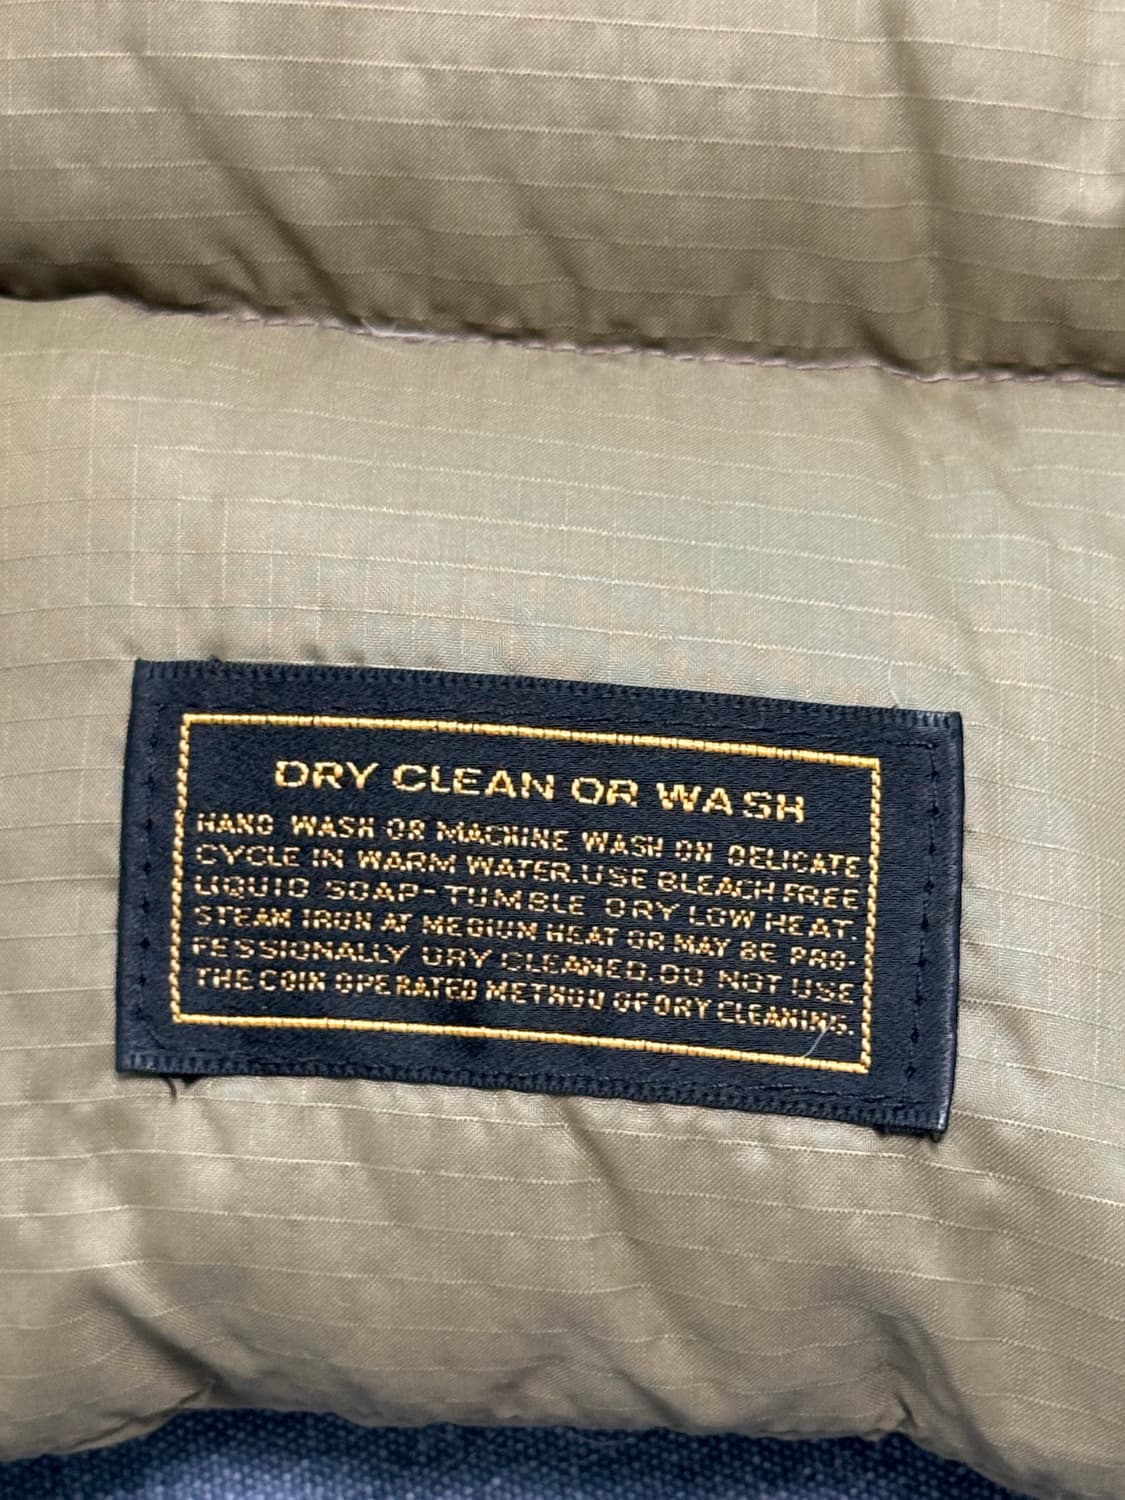 DRY CLEAN OR WASH
HAND WASH OR MACHINE WASH ON DELICATE
CYCLE IN WARM WATER.USE BLEACH FREE
LIQUID SOAP-TUMBLE DRY LOW HEAT.
STEAM IRON AT MEDIUM HEAT OR MAY BE PRO-
FESSIONALLY DRY CLEANED.DO NOT USE
THE COIN OPERATED METHOD OF DRY CLEANING.